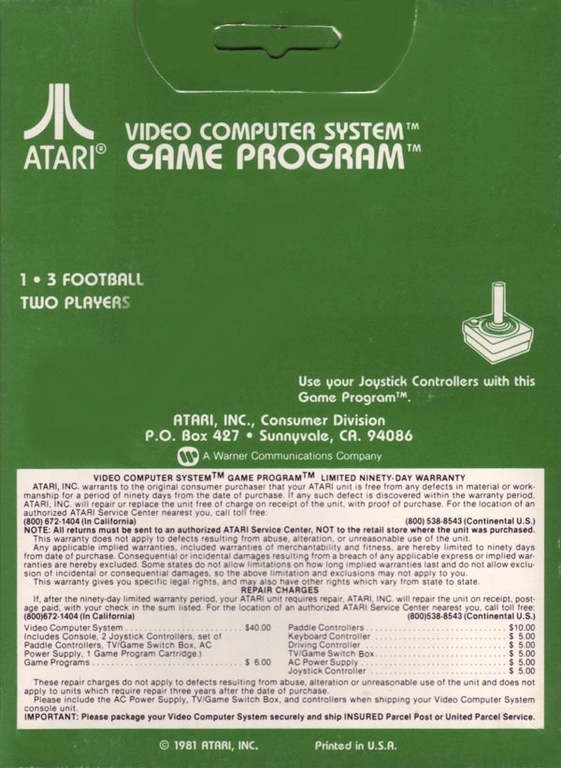 VIDEO COMPUTER SYSTEM™
ATARI® GAME PROGRAM™
1 • 3 FOOTBALL
TWO PLAYERS
Use your Joystick Controllers with this
Game Program™.
ATARI, INC., Consumer Division
P.O. Box 427 • Sunnyvale, CA. 94086
A Warner Communications Company
VIDEO COMPUTER SYSTEM™ GAME PROGRAM™ LIMITED NINETY-DAY WARRANTY
ATARI, INC. warrants to the original consumer purchaser that your ATARI unit is free from any defects in material or work-
manship for a period of ninety days from the date of purchase. If any such defect is discovered within the warranty period,
ATARI, INC. will repair or replace the unit free of charge on receipt of the unit, with proof of purchase. For the location of an
authorized ATARI Service Center nearest you, call toll free:
(800) 672-1404 (In California) (800) 538-8543 (Continental U.S.)
NOTE: All returns must be sent to an authorized ATARI Service Center, NOT to the retail store where the unit was purchased.
This warranty does not apply to defects resulting from abuse, alteration, or unreasonable use of the unit.
Any applicable implied warranties, included warranties of merchantability and fitness, are hereby limited to ninety days
from date of purchase. Consequential or incidental damages resulting from a breach of any applicable express or implied war-
ranties are hereby excluded. Some states do not allow limitations on how long implied warranties last and do not allow exclu-
sion of incidental or consequential damages, so the above limitation and exclusions may not apply to you.
This warranty gives you specific legal rights, and may also have other rights which vary from state to state.
REPAIR CHARGES
If, after the ninety-day limited warranty period, your ATARI unit requires repair, ATARI, INC. will repair the unit on receipt, post-
age paid, with your check in the sum listed. For the location of an authorized ATARI Service Center nearest you, call toll free:
(800)672-1404 (In California) (800)538-8543 (Continental U.S.)
Video Computer System . . . . . . . . . . . . . . . . $40.00
Includes Console, 2 Joystick Controllers, set of
Paddle Controllers, TV/Game Switch Box, AC
Power Supply, 1 Game Program Cartridge.)
Game Programs . . . . . . . . . . . . . . . . . . . . . $ 6.00
Paddle Controllers . . . . . . . . . . . . . . . . $10.00
Keyboard Controller . . . . . . . . . . . . . . . $ 5.00
Driving Controller . . . . . . . . . . . . . . . . $ 5.00
TV/Game Switch Box . . . . . . . . . . . . . . . $ 5.00
AC Power Supply . . . . . . . . . . . . . . . . . $ 5.00
Joystick Controller . . . . . . . . . . . . . . . $ 5.00
These repair charges do not apply to defects resulting from abuse, alteration or unreasonable use of the unit and does not
apply to units which require repair three years after the date of purchase.
Please include the AC Power Supply, TV/Game Switch Box, and controllers when shipping your Video Computer System
console unit.
IMPORTANT: Please package your Video Computer System securely and ship INSURED Parcel Post or United Parcel Service.
© 1981 ATARI, INC. Printed in U.S.A.